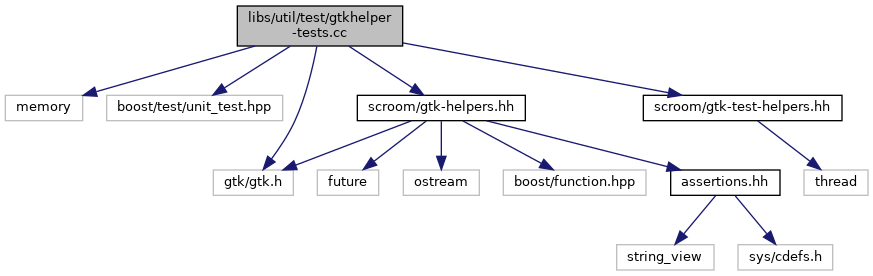 libs/util/test/gtkhelper
-tests.cc
memory
boost/test/unit_test.hpp
scroom/gtk-helpers.hh
scroom/gtk-test-helpers.hh
gtk/gtk.h
future
ostream
boost/function.hpp
assertions.hh
thread
string_view
sys/cdefs.h